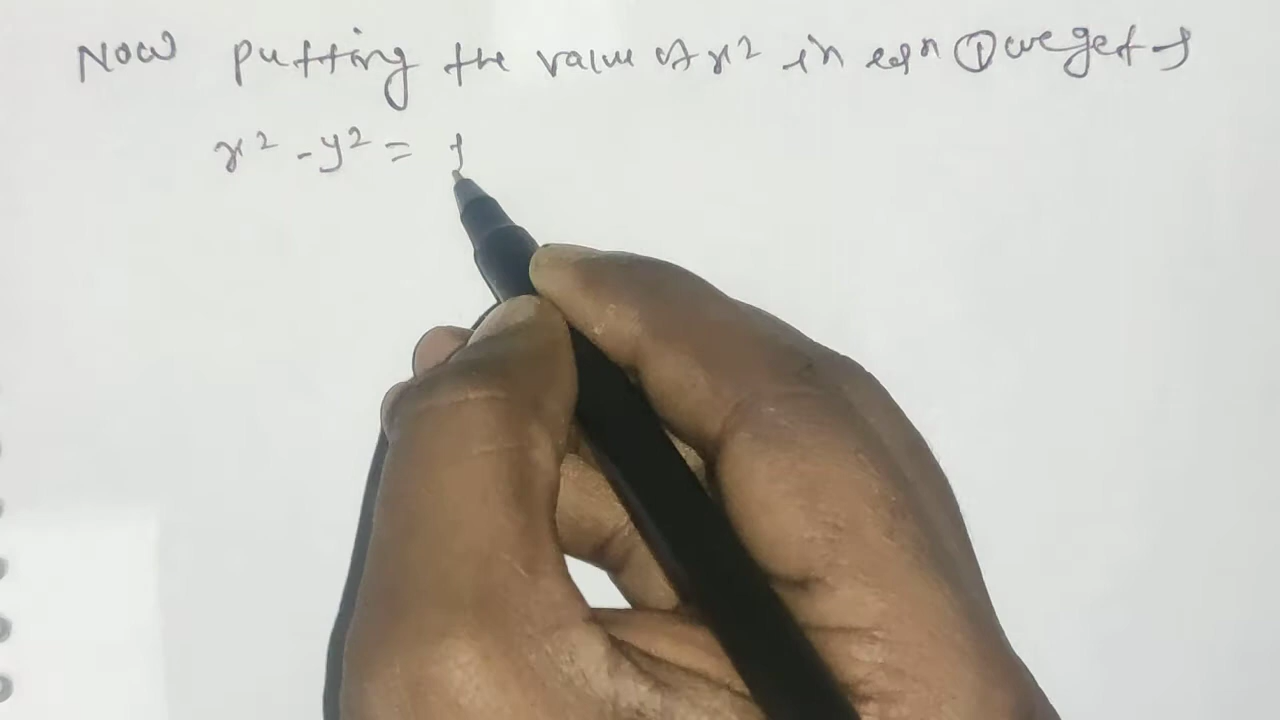 Now putting the value of x² in eqn ① we get -
x² - y² = 1